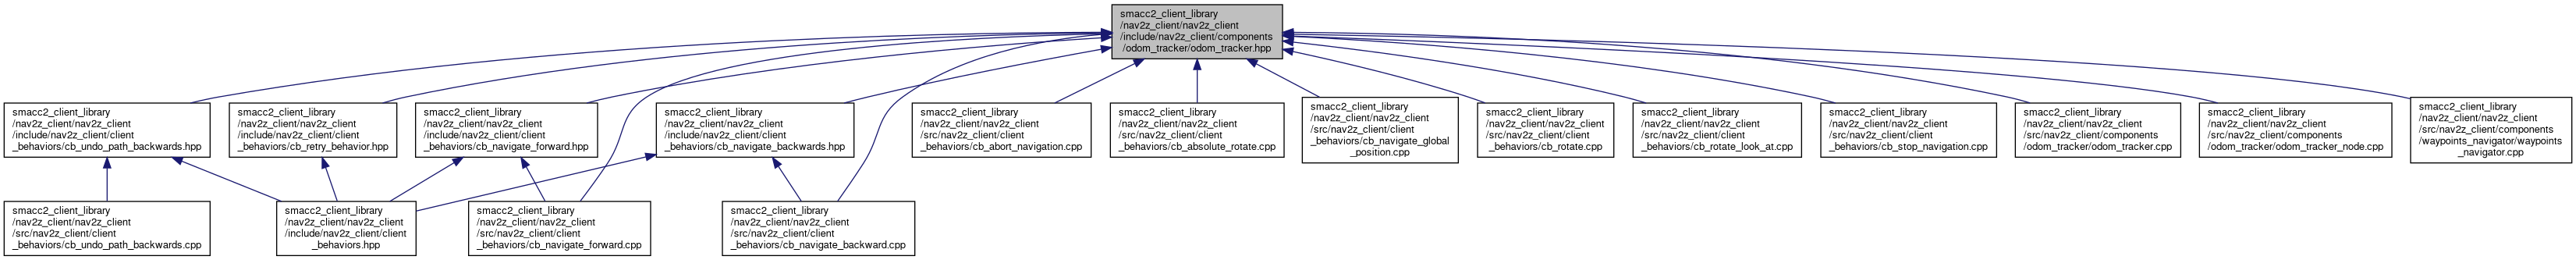 smacc2_client_library
/nav2z_client/nav2z_client
/include/nav2z_client/components
/odom_tracker/odom_tracker.hpp
smacc2_client_library
/nav2z_client/nav2z_client
/include/nav2z_client/client
_behaviors/cb_undo_path_backwards.hpp
smacc2_client_library
/nav2z_client/nav2z_client
/include/nav2z_client/client
_behaviors/cb_retry_behavior.hpp
smacc2_client_library
/nav2z_client/nav2z_client
/include/nav2z_client/client
_behaviors/cb_navigate_forward.hpp
smacc2_client_library
/nav2z_client/nav2z_client
/include/nav2z_client/client
_behaviors/cb_navigate_backwards.hpp
smacc2_client_library
/nav2z_client/nav2z_client
/src/nav2z_client/client
_behaviors/cb_abort_navigation.cpp
smacc2_client_library
/nav2z_client/nav2z_client
/src/nav2z_client/client
_behaviors/cb_absolute_rotate.cpp
smacc2_client_library
/nav2z_client/nav2z_client
/src/nav2z_client/client
_behaviors/cb_navigate_global
_position.cpp
smacc2_client_library
/nav2z_client/nav2z_client
/src/nav2z_client/client
_behaviors/cb_rotate.cpp
smacc2_client_library
/nav2z_client/nav2z_client
/src/nav2z_client/client
_behaviors/cb_rotate_look_at.cpp
smacc2_client_library
/nav2z_client/nav2z_client
/src/nav2z_client/client
_behaviors/cb_stop_navigation.cpp
smacc2_client_library
/nav2z_client/nav2z_client
/src/nav2z_client/components
/odom_tracker/odom_tracker.cpp
smacc2_client_library
/nav2z_client/nav2z_client
/src/nav2z_client/components
/odom_tracker/odom_tracker_node.cpp
smacc2_client_library
/nav2z_client/nav2z_client
/src/nav2z_client/components
/waypoints_navigator/waypoints
_navigator.cpp
smacc2_client_library
/nav2z_client/nav2z_client
/src/nav2z_client/client
_behaviors/cb_undo_path_backwards.cpp
smacc2_client_library
/nav2z_client/nav2z_client
/include/nav2z_client/client
_behaviors.hpp
smacc2_client_library
/nav2z_client/nav2z_client
/src/nav2z_client/client
_behaviors/cb_navigate_forward.cpp
smacc2_client_library
/nav2z_client/nav2z_client
/src/nav2z_client/client
_behaviors/cb_navigate_backward.cpp